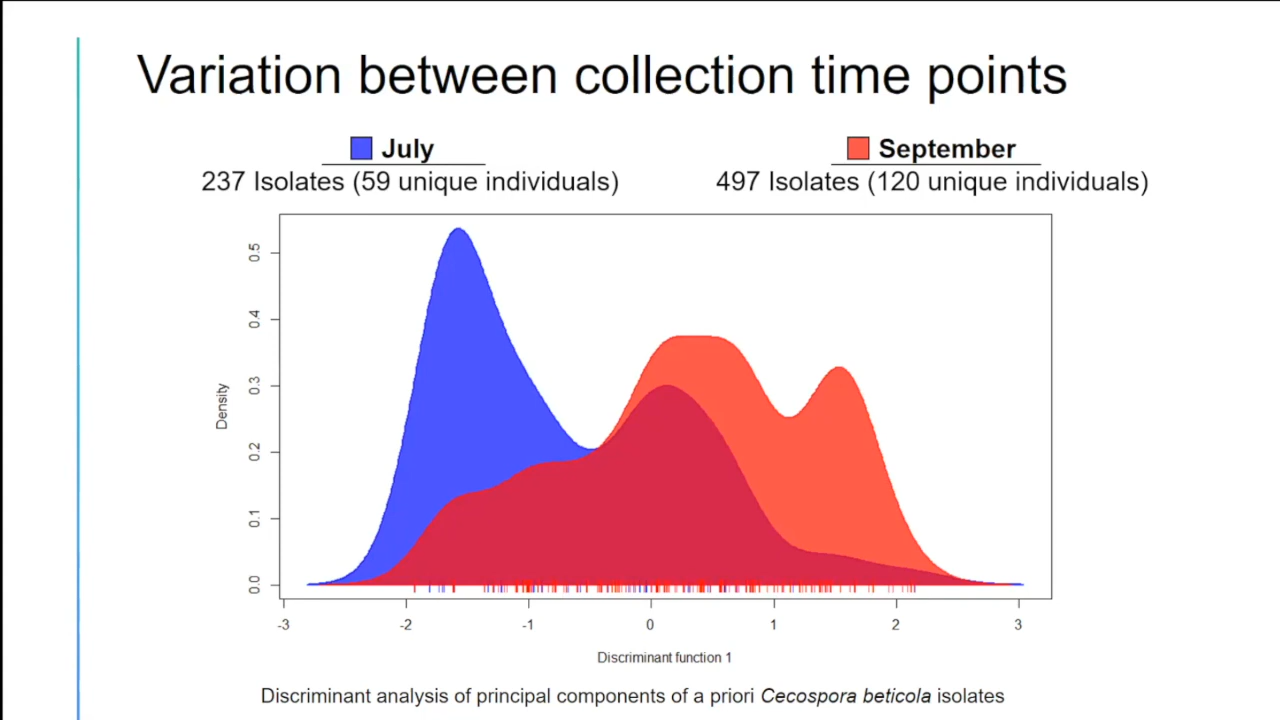 Variation between collection time points
July
September
237 Isolates (59 unique individuals)
497 Isolates (120 unique individuals)
0.5
0.4
0.3
0.2
0.1
0.0
Density
-3 -2 -1 0 1 2 3
Discriminant function 1
Discriminant analysis of principal components of a priori Cecospora beticola isolates